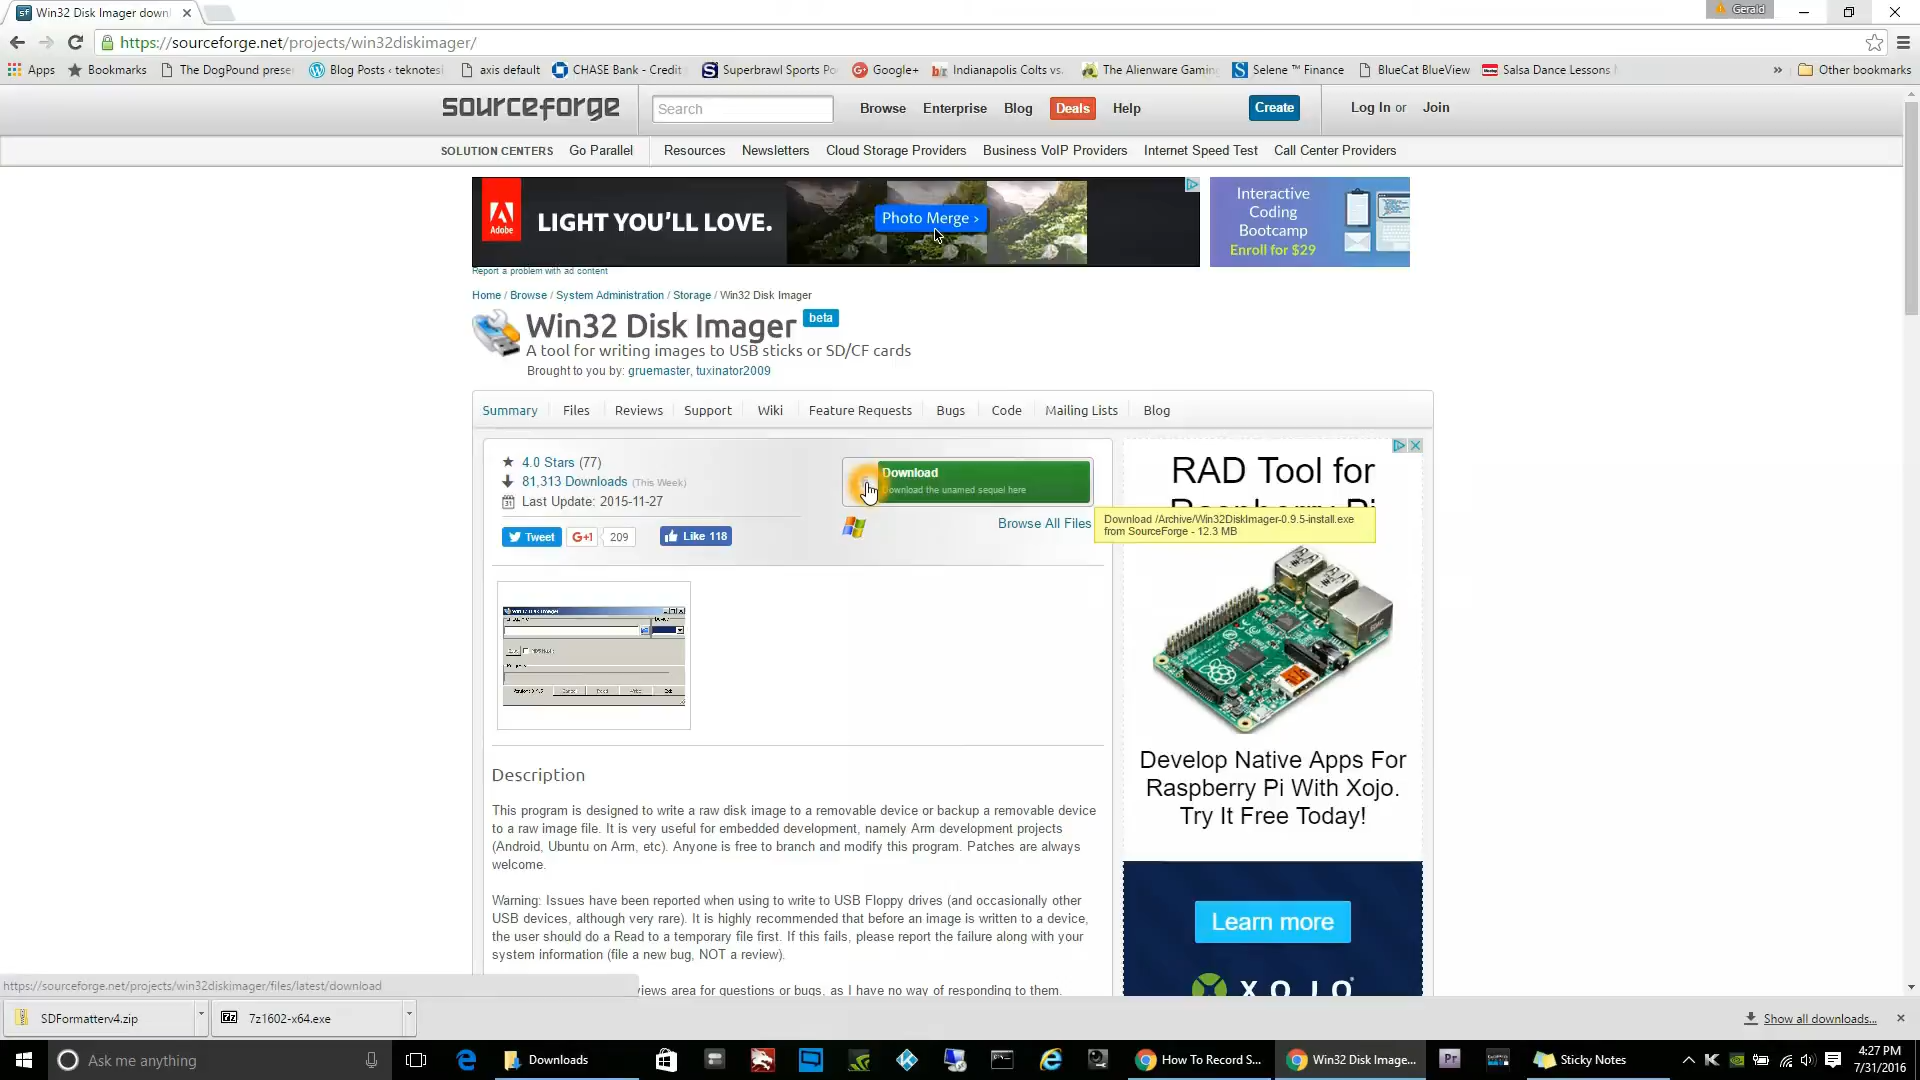 Win32 Disk Imager down
Gerald
https://sourceforge.net/projects/win32diskimager/
Apps
Bookmarks
The DogPound prese
Blog Posts ‹ teknotes
axis default
CHASE Bank - Credit
Superbrawl Sports Po
Google+
Indianapolis Colts vs.
The Alienware Gaming
Selene ™ Finance
BlueCat BlueView
Salsa Dance Lessons
»
Other bookmarks
sourceforge
Search
Browse
Enterprise
Blog
Deals
Help
Create
Log In or Join
SOLUTION CENTERS
Go Parallel
Resources
Newsletters
Cloud Storage Providers
Business VoIP Providers
Internet Speed Test
Call Center Providers
Adobe
LIGHT YOU'LL LOVE.
Photo Merge ›
Interactive
Coding
Bootcamp
Enroll for $29
Report a problem with ad content
Home / Browse / System Administration / Storage / Win32 Disk Imager
Win32 Disk Imager beta
A tool for writing images to USB sticks or SD/CF cards
Brought to you by: gruemaster, tuxinator2009
Summary
Files
Reviews
Support
Wiki
Feature Requests
Bugs
Code
Mailing Lists
Blog
4.0 Stars (77)
81,313 Downloads (This Week)
Last Update: 2015-11-27
Tweet
G+1
209
Like 118
Download
Download the unamed sequel here
Browse All Files
Download /Archive/Win32DiskImager-0.9.5-install.exe
from SourceForge - 12.3 MB
RAD Tool for
Raspberry Pi
Develop Native Apps For
Raspberry Pi With Xojo.
Try It Free Today!
Learn more
XOJO
Description
This program is designed to write a raw disk image to a removable device or backup a removable device
to a raw image file. It is very useful for embedded development, namely Arm development projects
(Android, Ubuntu on Arm, etc). Anyone is free to branch and modify this program. Patches are always
welcome.
Warning: Issues have been reported when using to write to USB Floppy drives (and occasionally other
USB devices, although very rare). It is highly recommended that before an image is written to a device,
the user should do a Read to a temporary file first. If this fails, please report the failure along with your
system information (file a new bug, NOT a review).
views area for questions or bugs, as I have no way of responding to them.
https://sourceforge.net/projects/win32diskimager/files/latest/download
SDFormatterv4.zip
7z1602-x64.exe
Show all downloads...
Ask me anything
Downloads
How To Record S...
Win32 Disk Image...
Pr
Sticky Notes
4:27 PM
7/31/2016